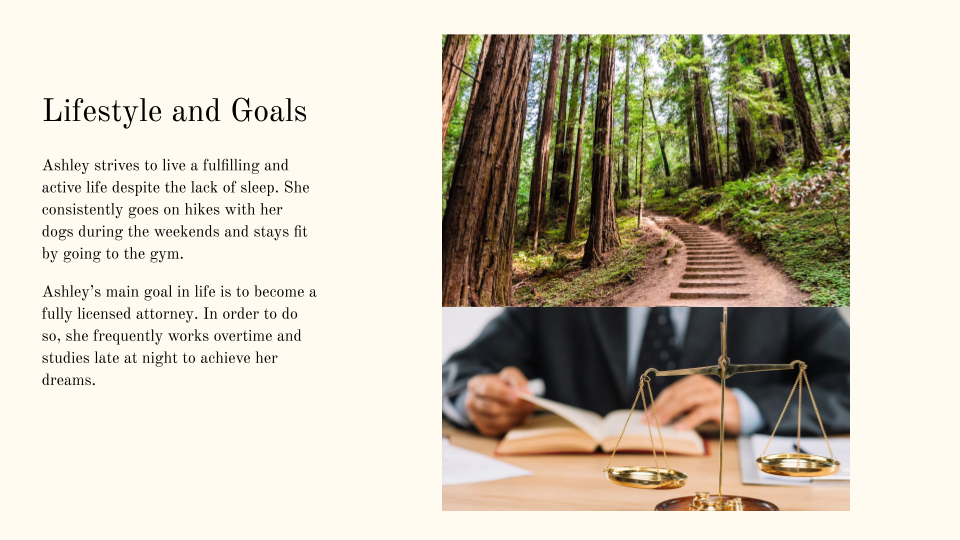 Lifestyle and Goals
Ashley strives to live a fulfilling and
active life despite the lack of sleep. She
consistently goes on hikes with her
dogs during the weekends and stays fit
by going to the gym.
Ashley’s main goal in life is to become a
fully licensed attorney. In order to do
so, she frequently works overtime and
studies late at night to achieve her
dreams.